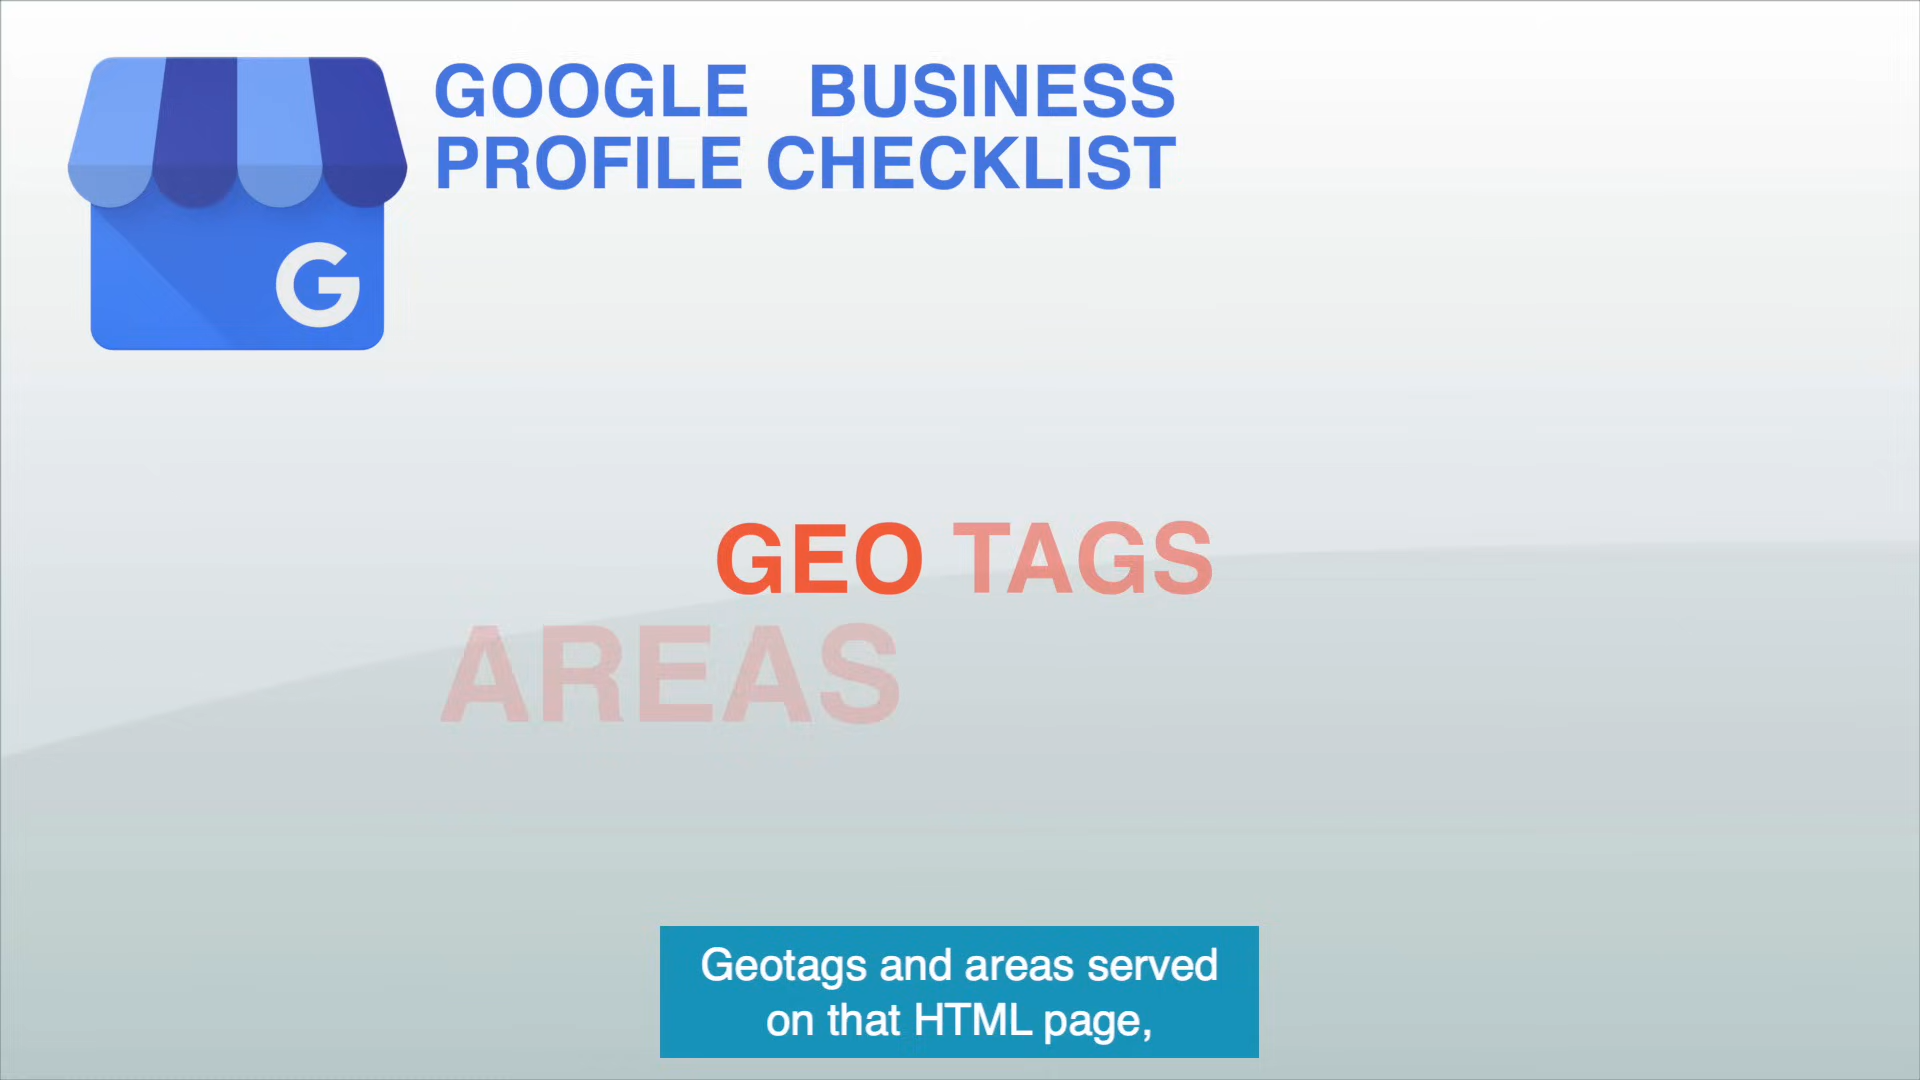 GOOGLE BUSINESS
PROFILE CHECKLIST
G
GEO TAGS
AREAS
Geotags and areas served
on that HTML page,